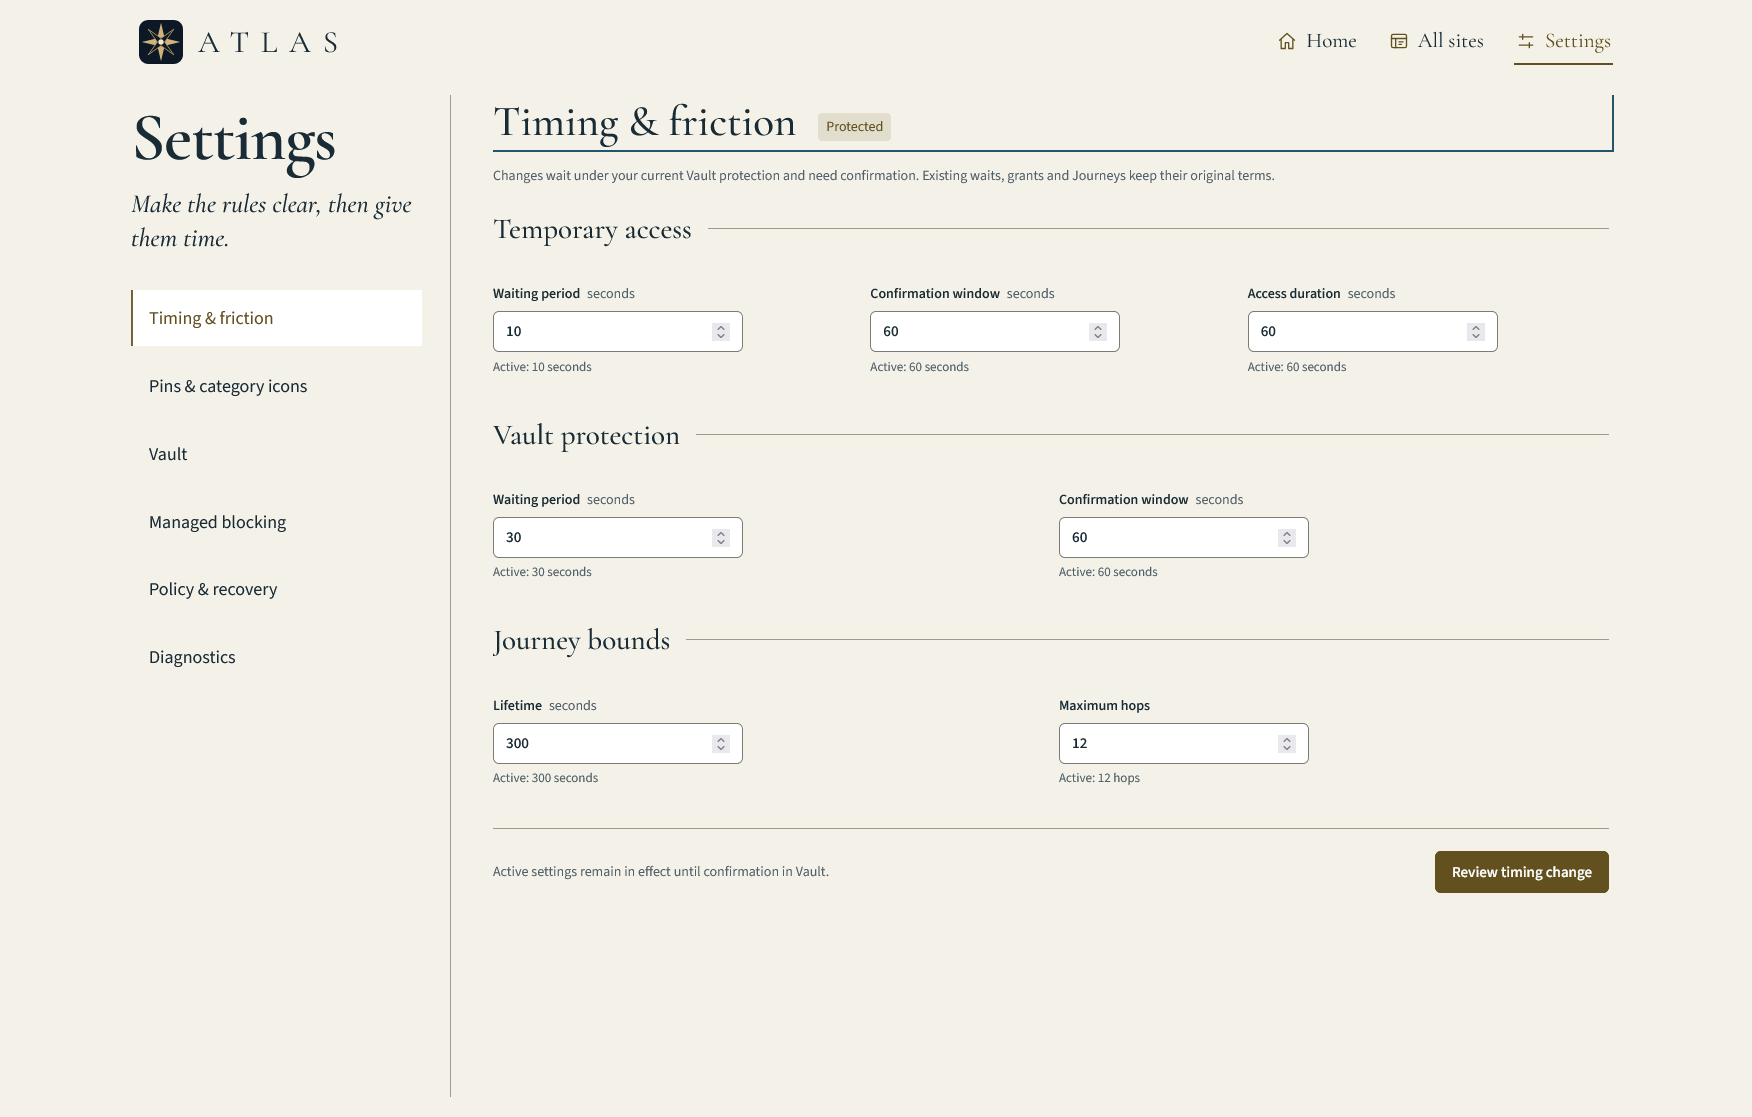 ATLAS
Home
All sites
Settings
Settings
Make the rules clear, then give
them time.
Timing & friction
Pins & category icons
Vault
Managed blocking
Policy & recovery
Diagnostics
Timing & friction Protected
Changes wait under your current Vault protection and need confirmation. Existing waits, grants and Journeys keep their original terms.
Temporary access
Waiting period seconds
10
Active: 10 seconds
Confirmation window seconds
60
Active: 60 seconds
Access duration seconds
60
Active: 60 seconds
Vault protection
Waiting period seconds
30
Active: 30 seconds
Confirmation window seconds
60
Active: 60 seconds
Journey bounds
Lifetime seconds
300
Active: 300 seconds
Maximum hops
12
Active: 12 hops
Active settings remain in effect until confirmation in Vault.
Review timing change